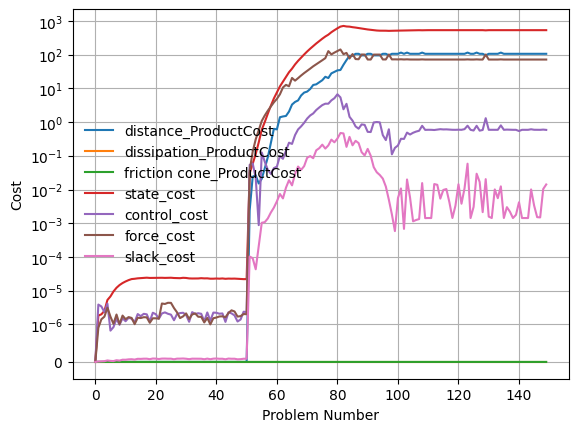 10³
10²
10¹
10⁰
10⁻¹
10⁻²
10⁻³
10⁻⁴
10⁻⁵
10⁻⁶
0
Cost
distance_ProductCost
dissipation_ProductCost
friction cone_ProductCost
state_cost
control_cost
force_cost
slack_cost
0 20 40 60 80 100 120 140
Problem Number